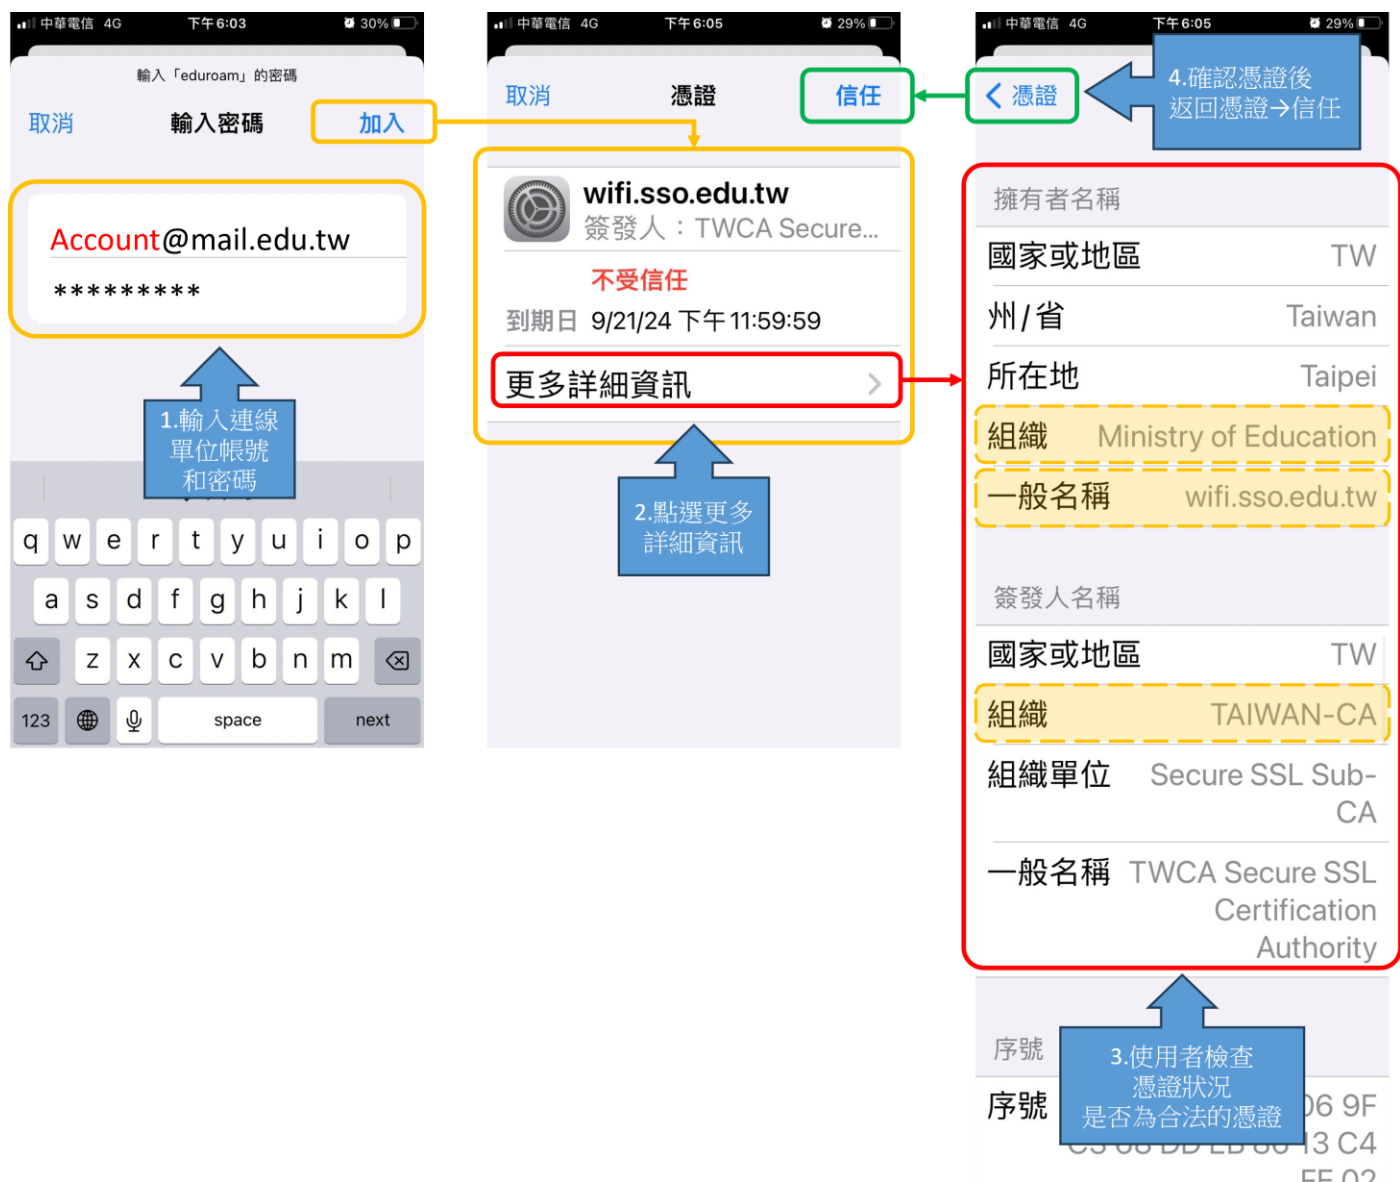 中華電信 4G 下午6:03 30%
輸入「eduroam」的密碼
取消 輸入密碼 加入
Account@mail.edu.tw
*********
1.輸入連線
單位帳號
和密碼
q w e r t y u i o p
a s d f g h j k l
z x c v b n m
123 space next
中華電信 4G 下午6:05 29%
取消 憑證 信任
wifi.sso.edu.tw
簽發人：TWCA Secure...
不受信任
到期日 9/21/24 下午11:59:59
更多詳細資訊
2.點選更多
詳細資訊
中華電信 4G 下午6:05 29%
憑證
4.確認憑證後
返回憑證→信任
擁有者名稱
國家或地區 TW
州/省 Taiwan
所在地 Taipei
組織 Ministry of Education
一般名稱 wifi.sso.edu.tw
簽發人名稱
國家或地區 TW
組織 TAIWAN-CA
組織單位 Secure SSL Sub-
CA
一般名稱 TWCA Secure SSL
Certification
Authority
序號
3.使用者檢查
憑證狀況
是否為合法的憑證
序號 06 9F
13 C4